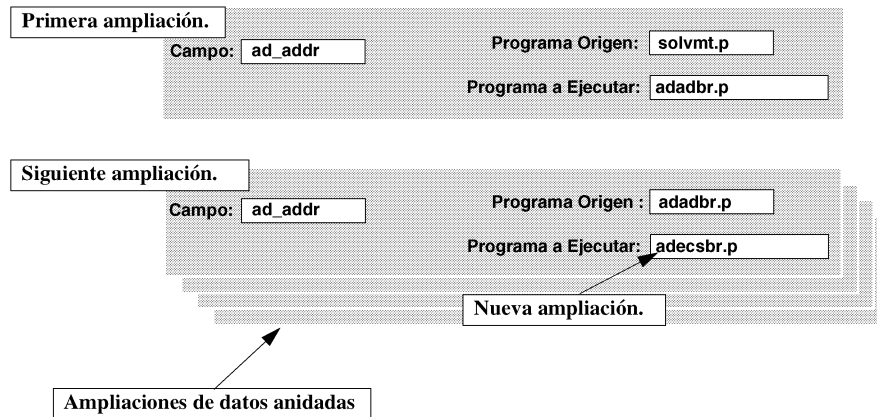 Primera ampliación.
Campo: ad_addr
Programa Origen: solvmt.p
Programa a Ejecutar: adadbr.p
Siguiente ampliación.
Campo: ad_addr
Programa Origen : adadbr.p
Programa a Ejecutar: adecsbr.p
Nueva ampliación.
Ampliaciones de datos anidadas